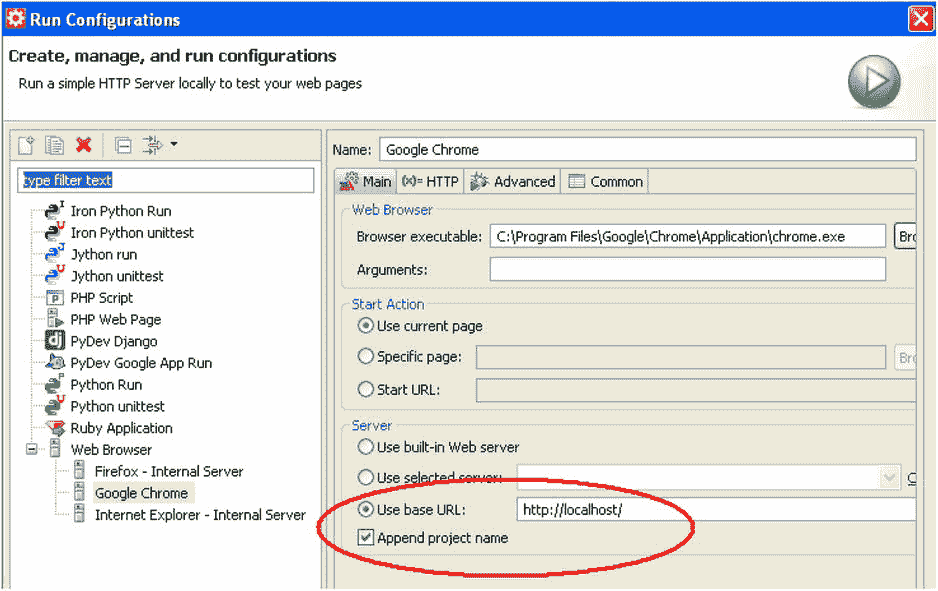 Run Configurations
Create, manage, and run configurations
Run a simple HTTP Server locally to test your web pages
type filter text
Iron Python Run
Iron Python unittest
Jython run
Jython unittest
PHP Script
PHP Web Page
PyDev Django
PyDev Google App Run
Python Run
Python unittest
Ruby Application
Web Browser
Firefox - Internal Server
Google Chrome
Internet Explorer - Internal Server
Name: Google Chrome
Main (x)= HTTP Advanced Common
Web Browser
Browser executable: C:\Program Files\Google\Chrome\Application\chrome.exe Bro
Arguments:
Start Action
Use current page
Specific page: Bro
Start URL:
Server
Use built-in Web server
Use selected server:
Use base URL: http://localhost/
Append project name